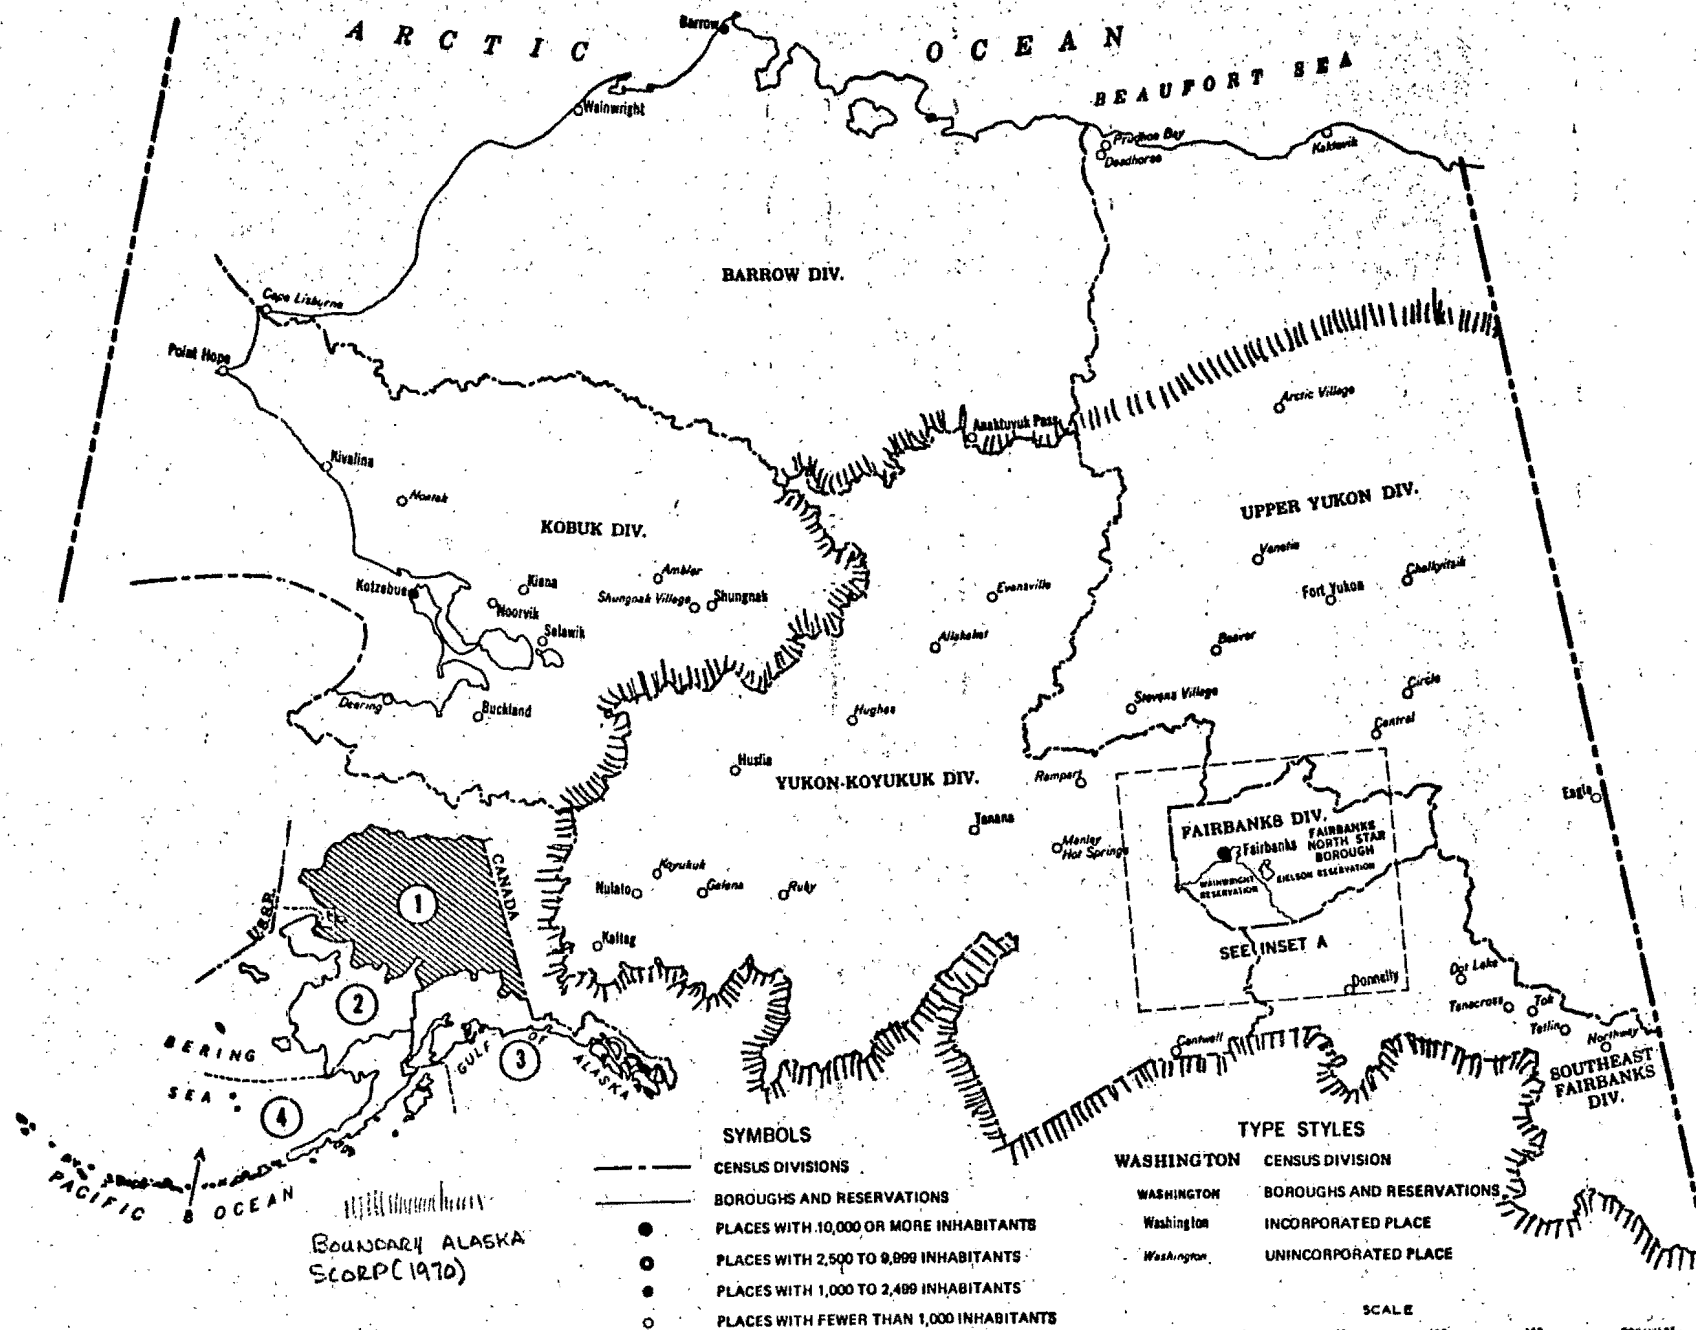 ARCTIC OCEAN
BEAUFORT SEA
Barrow
Wainwright
Prudhoe Bay
Deadhorse
Kaktovik
BARROW DIV.
Cape Lisburne
Point Hope
Arctic Village
Anaktuvuk Pass
Kivalina
Noatak
KOBUK DIV.
UPPER YUKON DIV.
Venetie
Chalkyitsik
Fort Yukon
Ambler
Kiana
Kotzebue
Shungnak Village
Shungnak
Noorvik
Selawik
Evansville
Allakaket
Beaver
Circle
Stevens Village
Central
Deering
Buckland
Hughes
Huslia
YUKON-KOYUKUK DIV.
Rampart
Eagle
Tanana
Manley
Hot Springs
FAIRBANKS DIV.
Fairbanks
FAIRBANKS
NORTH STAR
BOROUGH
WAINWRIGHT
RESERVATION
EIELSON RESERVATION
Koyukuk
Nulato
Galena
Ruby
Kaltag
SEE INSET A
Donnelly
Dot Lake
Tanacross
Tok
Tetlin
Northway
Cantwell
SOUTHEAST
FAIRBANKS
DIV.
U.S.S.R.
CANADA
1
2
3
4
BERING
SEA
GULF OF ALASKA
PACIFIC OCEAN
A
B
BOUNDARY ALASKA
SCORP (1970)
SYMBOLS
CENSUS DIVISIONS
BOROUGHS AND RESERVATIONS
PLACES WITH 10,000 OR MORE INHABITANTS
PLACES WITH 2,500 TO 9,999 INHABITANTS
PLACES WITH 1,000 TO 2,499 INHABITANTS
PLACES WITH FEWER THAN 1,000 INHABITANTS
TYPE STYLES
WASHINGTON CENSUS DIVISION
WASHINGTON BOROUGHS AND RESERVATIONS
Washington INCORPORATED PLACE
Washington UNINCORPORATED PLACE
SCALE